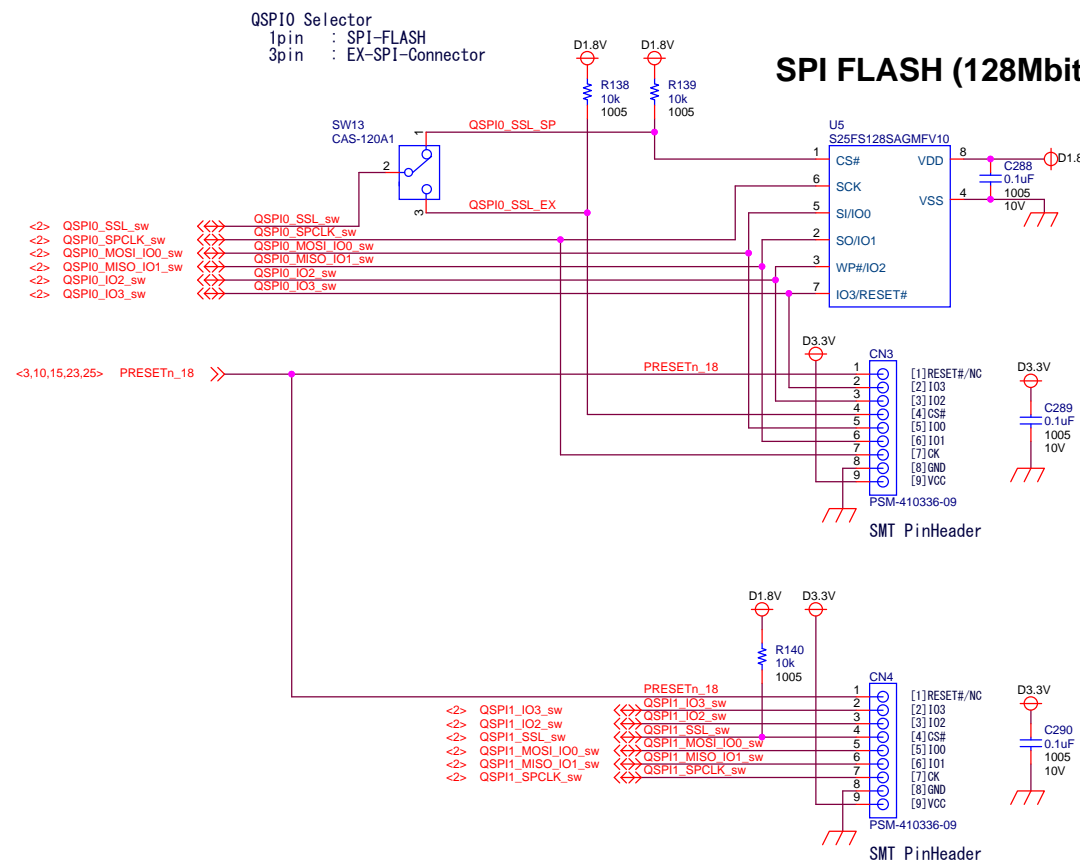 QSPI0 Selector
1pin : SPI-FLASH
3pin : EX-SPI-Connector
SPI FLASH (128Mbit
D1.8V
D1.8V
R138
10k
1005
R139
10k
1005
SW13
CAS-120A1
1
2
3
QSPI0_SSL_SP
QSPI0_SSL_EX
U5
S25FS128SAGMFV10
1 CS#
6 SCK
5 SI/IO0
2 SO/IO1
3 WP#/IO2
7 IO3/RESET#
VDD 8
VSS 4
D1.8
C288
0.1uF
1005
10V
<2> QSPI0_SSL_sw QSPI0_SSL_sw
<2> QSPI0_SPCLK_sw QSPI0_SPCLK_sw
<2> QSPI0_MOSI_IO0_sw QSPI0_MOSI_IO0_sw
<2> QSPI0_MISO_IO1_sw QSPI0_MISO_IO1_sw
<2> QSPI0_IO2_sw QSPI0_IO2_sw
<2> QSPI0_IO3_sw QSPI0_IO3_sw
<3,10,15,23,25> PRESETn_18
PRESETn_18
D3.3V
CN3
1 [1]RESET#/NC
2 [2]IO3
3 [3]IO2
4 [4]CS#
5 [5]IO0
6 [6]IO1
7 [7]CK
8 [8]GND
9 [9]VCC
PSM-410336-09
SMT PinHeader
D3.3V
C289
0.1uF
1005
10V
D1.8V
D3.3V
R140
10k
1005
PRESETn_18
<2> QSPI1_IO3_sw QSPI1_IO3_sw
<2> QSPI1_IO2_sw QSPI1_IO2_sw
<2> QSPI1_SSL_sw QSPI1_SSL_sw
<2> QSPI1_MOSI_IO0_sw QSPI1_MOSI_IO0_sw
<2> QSPI1_MISO_IO1_sw QSPI1_MISO_IO1_sw
<2> QSPI1_SPCLK_sw QSPI1_SPCLK_sw
CN4
1 [1]RESET#/NC
2 [2]IO3
3 [3]IO2
4 [4]CS#
5 [5]IO0
6 [6]IO1
7 [7]CK
8 [8]GND
9 [9]VCC
PSM-410336-09
SMT PinHeader
D3.3V
C290
0.1uF
1005
10V